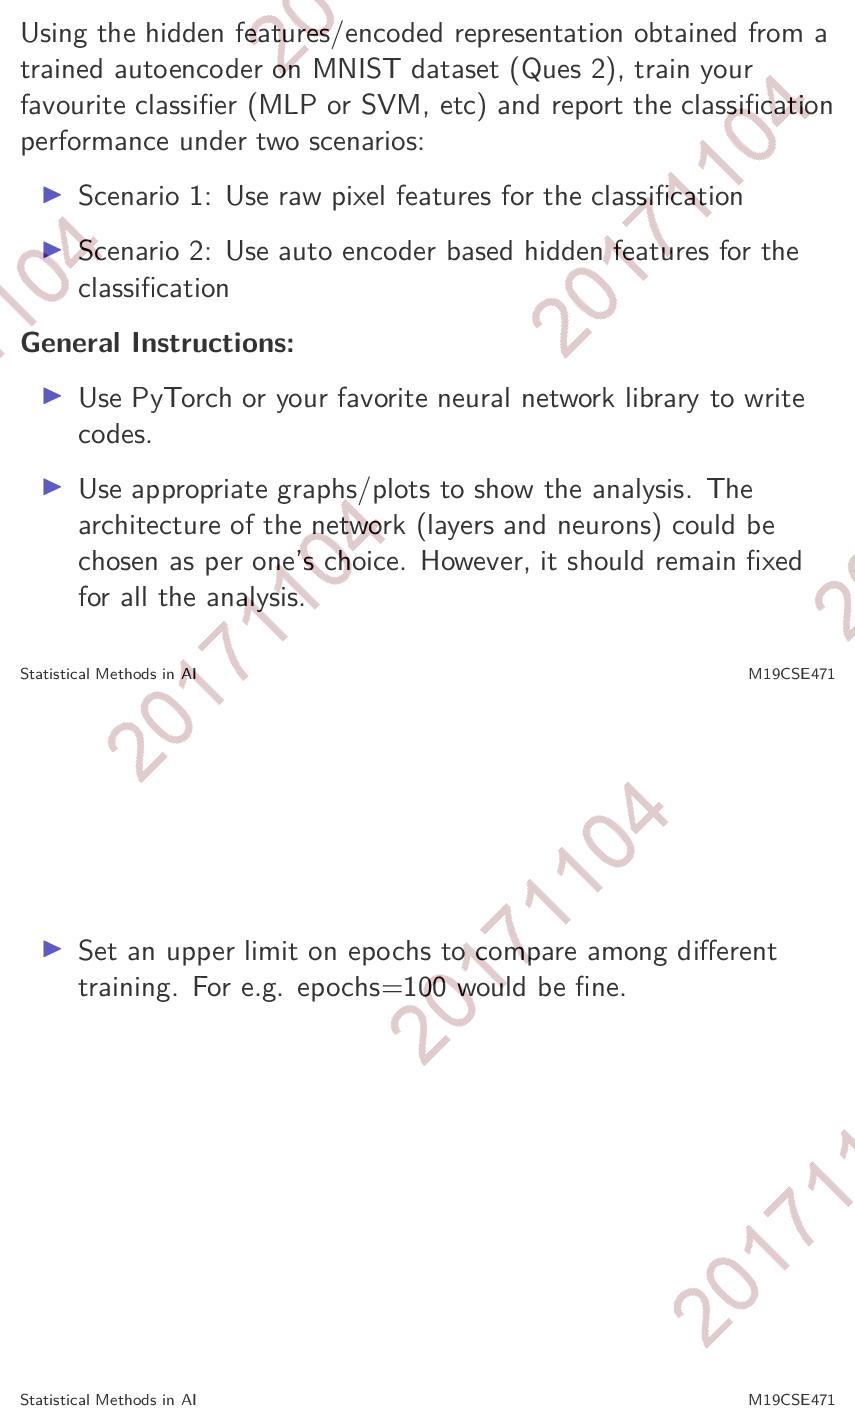 Using the hidden features/encoded representation obtained from a
trained autoencoder on MNIST dataset (Ques 2), train your
favourite classifier (MLP or SVM, etc) and report the classification
performance under two scenarios:
Scenario 1: Use raw pixel features for the classification
Scenario 2: Use auto encoder based hidden features for the
classification
General Instructions:
Use PyTorch or your favorite neural network library to write
codes.
Use appropriate graphs/plots to show the analysis. The
architecture of the network (layers and neurons) could be
chosen as per one's choice. However, it should remain fixed
for all the analysis.
Statistical Methods in AI
M19CSE471
Set an upper limit on epochs to compare among different
training. For e.g. epochs=100 would be fine.
Statistical Methods in AI
M19CSE471
20171104
20171104
20171104